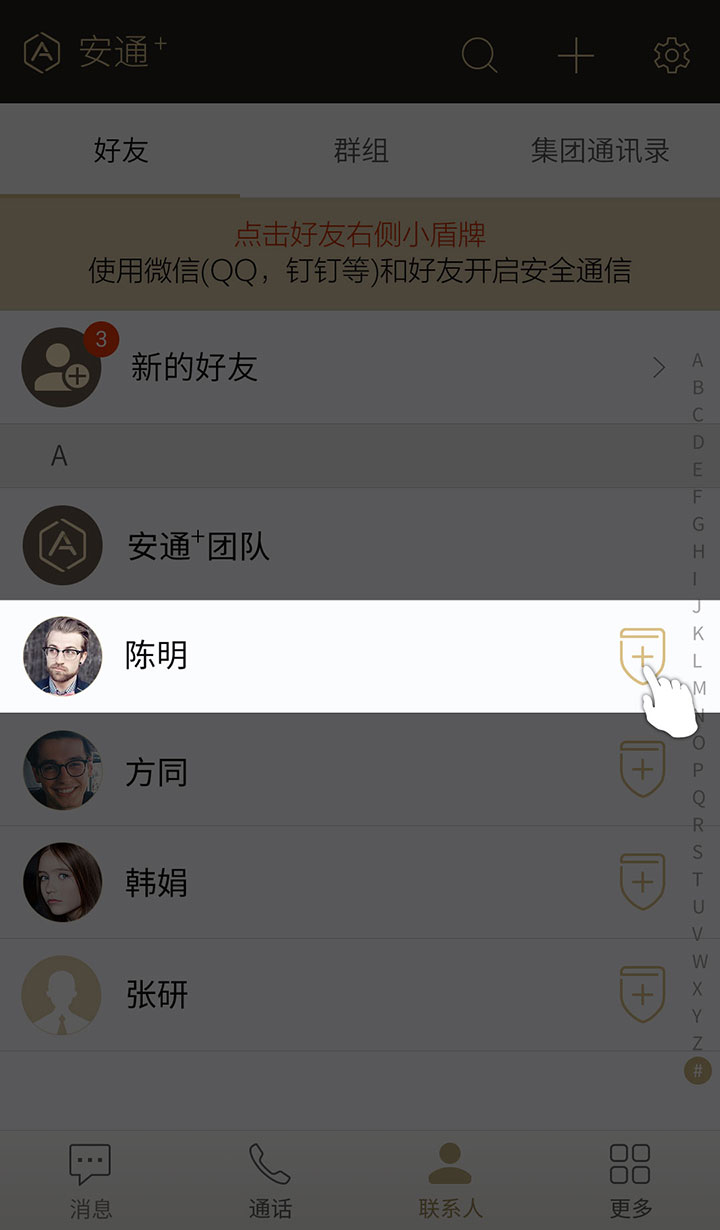 安通+
好友
群组
集团通讯录
点击好友右侧小盾牌
使用微信(QQ，钉钉等)和好友开启安全通信
3
新的好友
A
安通+团队
陈明
方同
韩娟
张研
A
B
C
D
E
F
G
H
I
J
K
L
M
N
O
P
Q
R
S
T
U
V
W
X
Y
Z
#
消息
通话
联系人
更多